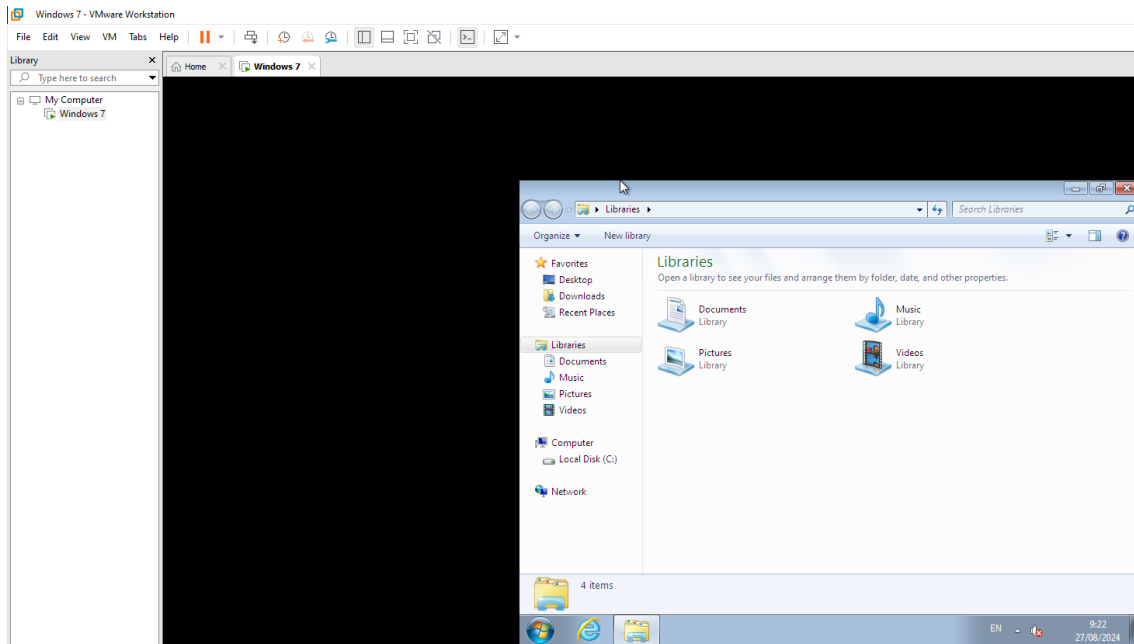 Windows 7 - VMware Workstation
File Edit View VM Tabs Help
Library
Home
Windows 7
Type here to search
My Computer
Windows 7
Libraries
Search Libraries
Organize
New library
Favorites
Desktop
Downloads
Recent Places
Libraries
Documents
Music
Pictures
Videos
Computer
Local Disk (C:)
Network
Libraries
Open a library to see your files and arrange them by folder, date, and other properties.
Documents
Library
Music
Library
Pictures
Library
Videos
Library
4 items
EN
9:22
27/08/2024